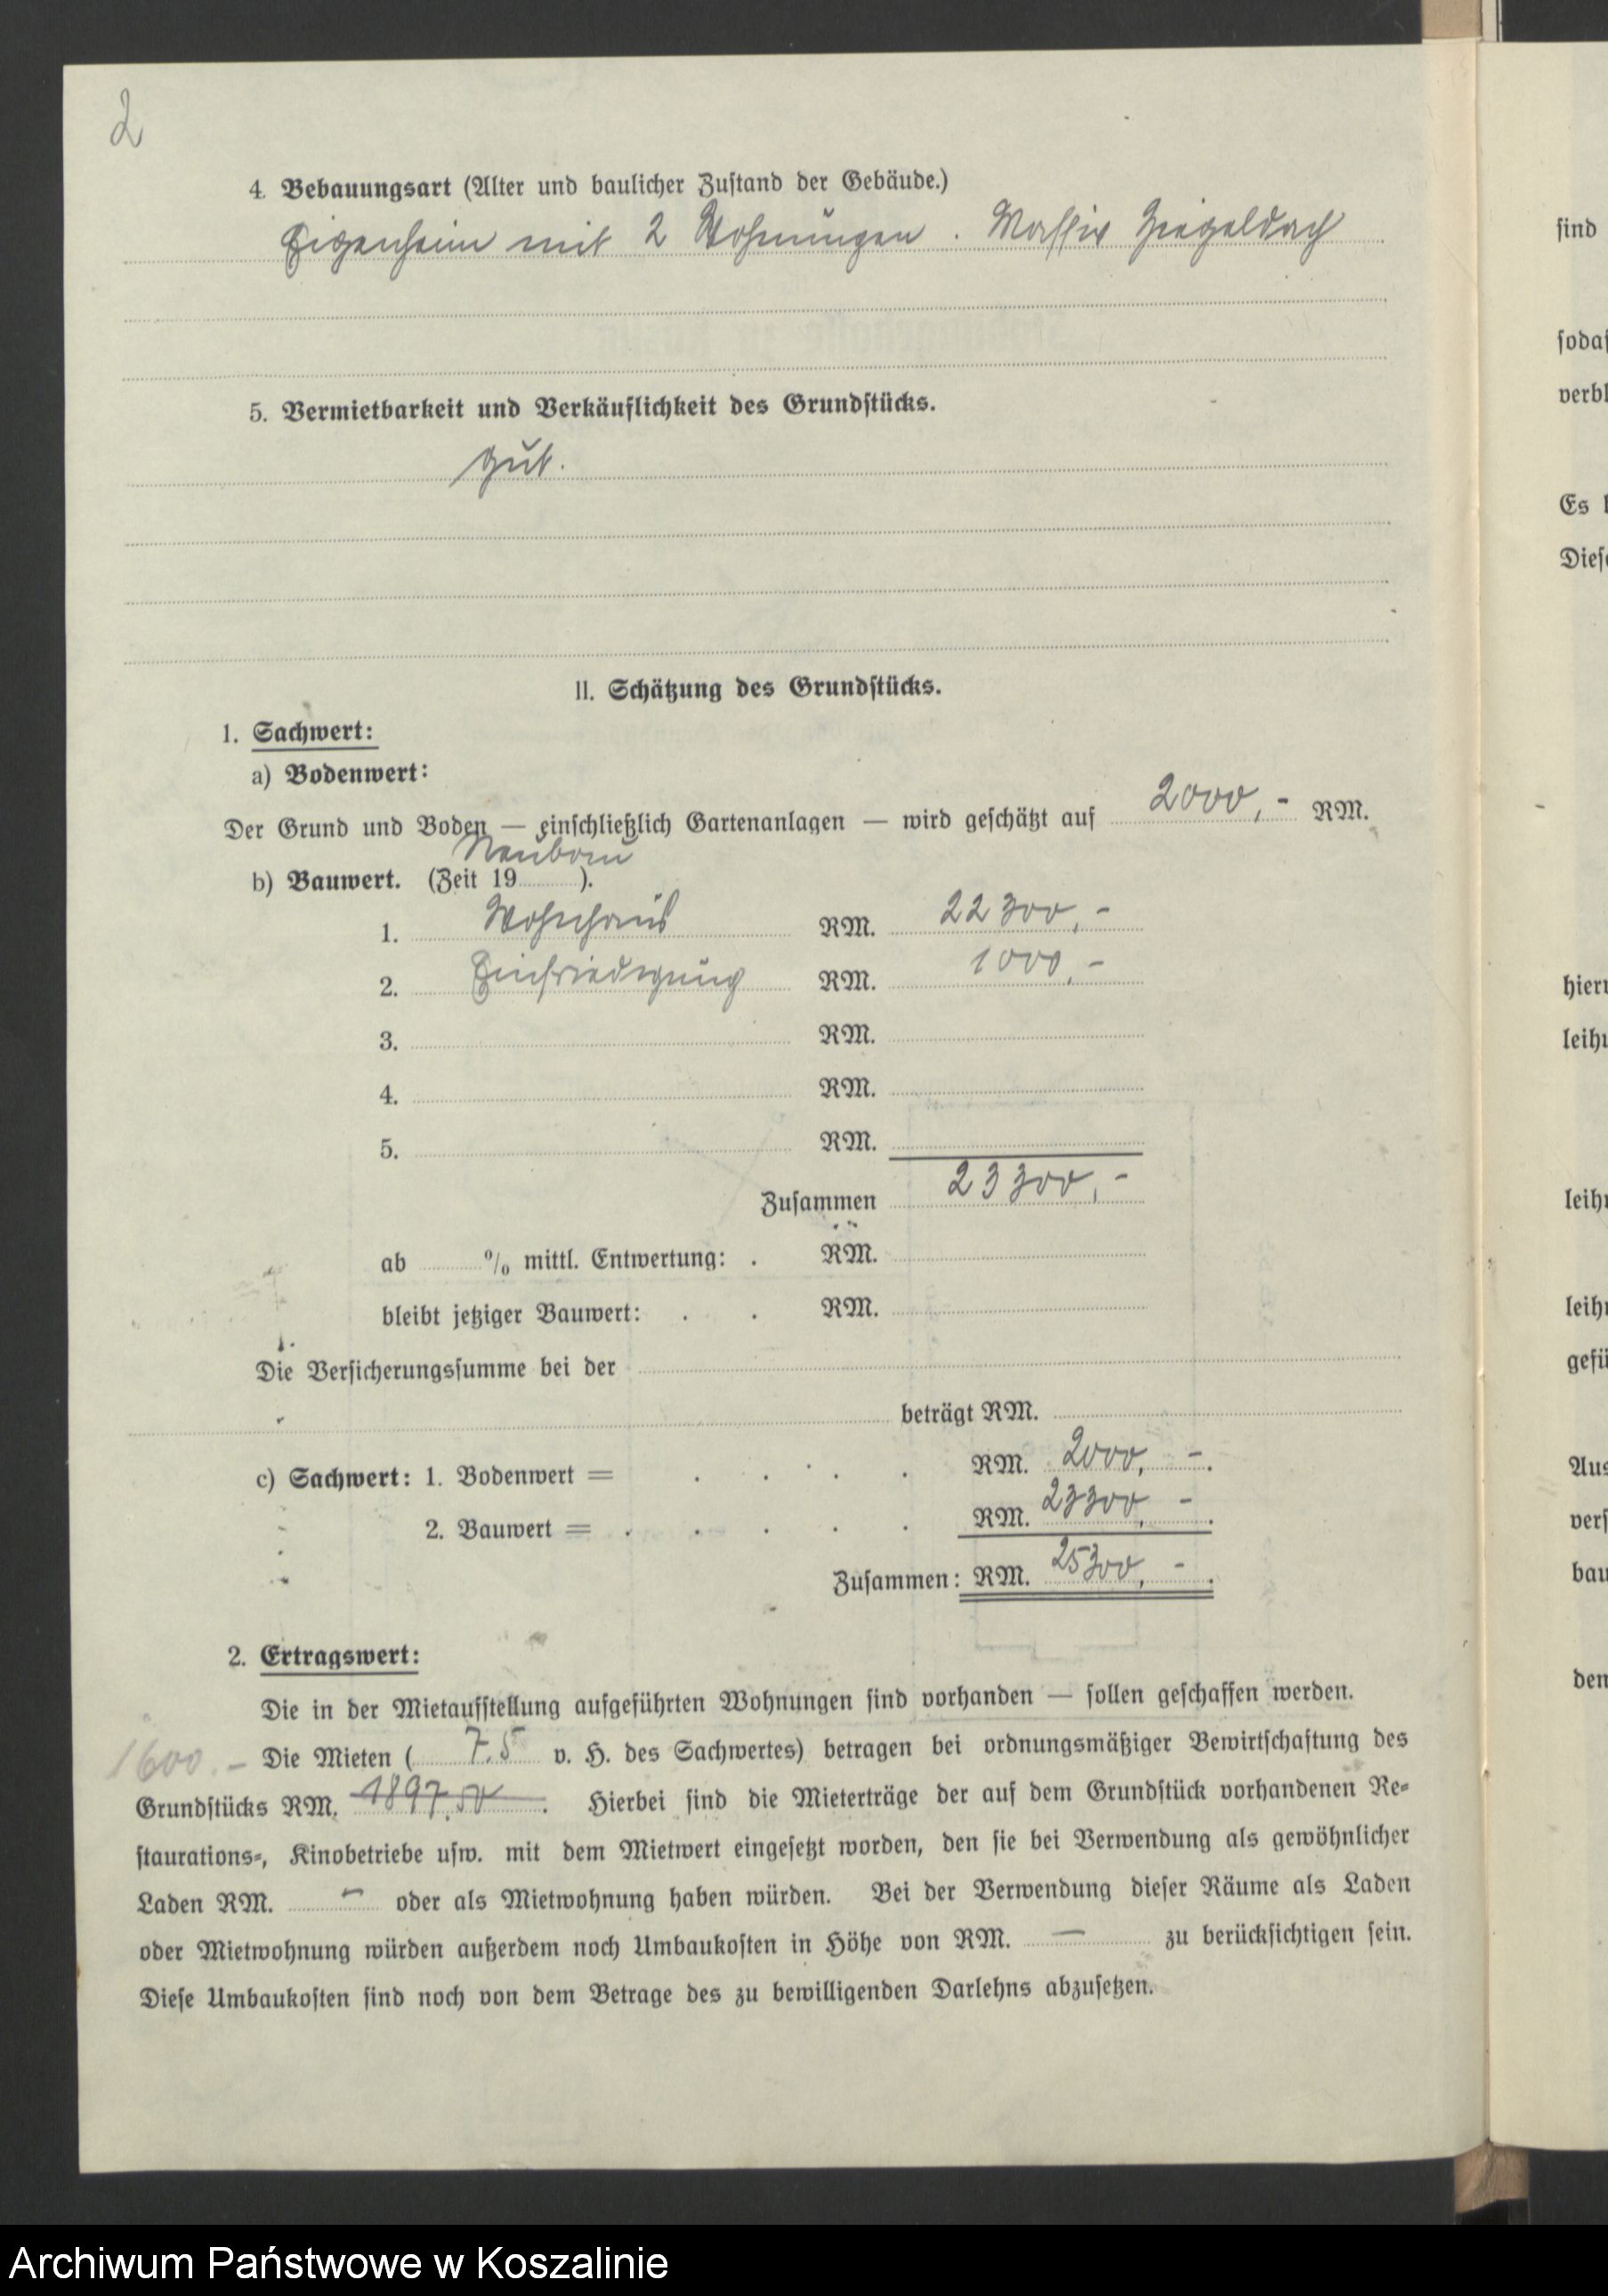 2
4. Bebauungsart (Alter und baulicher Zustand der Gebäude.)
Eigenheim mit 2 Wohnungen. Massiv Ziegeldach
5. Vermietbarkeit und Verkäuflichkeit des Grundstücks.
gut.
II. Schätzung des Grundstücks.
1. Sachwert:
a) Bodenwert:
Der Grund und Boden — einschließlich Gartenanlagen — wird geschätzt auf 2000,- RM.
Neubau
b) Bauwert. (Zeit 19 ).
1. Wohnhaus RM. 22 300,-
2. Einfriedigung RM. 1000,-
3. RM.
4. RM.
5. RM.
Zusammen 23 300,-
ab % mittl. Entwertung: . RM.
bleibt jetziger Bauwert: . . RM.
Die Versicherungssumme bei der
beträgt RM.
c) Sachwert: 1. Bodenwert = . . . . RM. 2000,-.
2. Bauwert = . . . . . RM. 23300,-.
Zusammen: RM. 25300,-.
2. Ertragswert:
Die in der Mietaufstellung aufgeführten Wohnungen sind vorhanden — sollen geschaffen werden.
1600.- Die Mieten ( 7.5 v. H. des Sachwertes) betragen bei ordnungsmäßiger Bewirtschaftung des
Grundstücks RM. 1897.50. Hierbei sind die Mieterträge der auf dem Grundstück vorhandenen Re-
staurations-, Kinobetriebe usw. mit dem Mietwert eingesetzt worden, den sie bei Verwendung als gewöhnlicher
Laden RM. - oder als Mietwohnung haben würden. Bei der Verwendung dieser Räume als Laden
oder Mietwohnung würden außerdem noch Umbaukosten in Höhe von RM. — zu berücksichtigen sein.
Diese Umbaukosten sind noch von dem Betrage des zu bewilligenden Darlehns abzusetzen.
sind
sodaß
verbl
Es
Diese
hier
leih
leih
leih
gefü
Aus
vers
bau
den
Archiwum Państwowe w Koszalinie